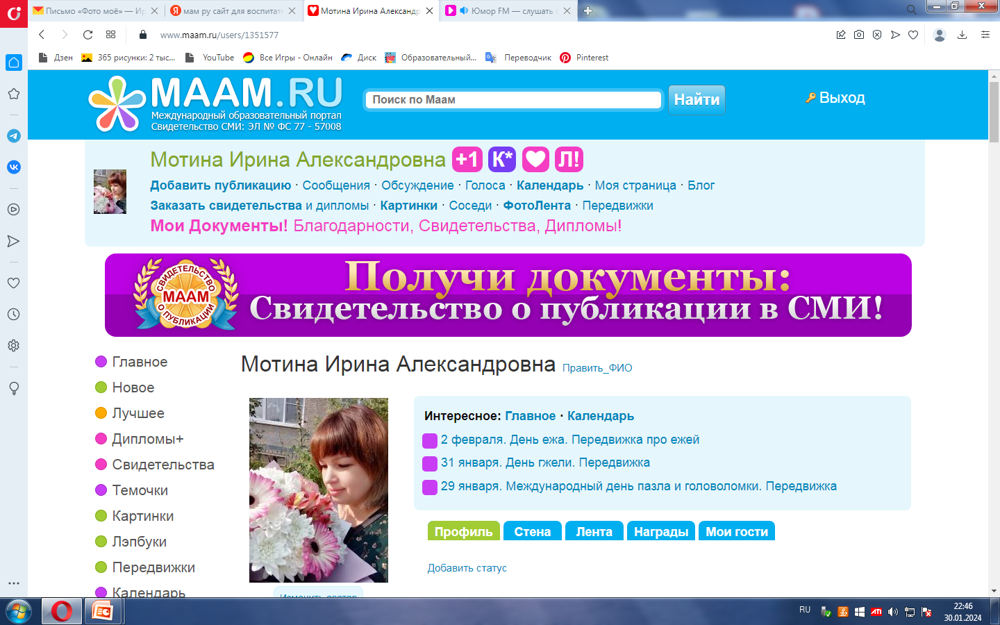 Письмо «Фото моё» — Ир
мам ру сайт для воспитате
Мотина Ирина Александр
Юмор FM — слушать
www.maam.ru/users/1351577
Дзен
365 рисунки: 2 тыс...
YouTube
Все Игры - Онлайн
Диск
Образовательный...
Переводчик
Pinterest
MAAM.RU
Международный образовательный портал
Свидетельство СМИ: ЭЛ № ФС 77 - 57008
Поиск по Маам
Найти
Выход
Мотина Ирина Александровна +1 К* Л!
Добавить публикацию · Сообщения · Обсуждение · Голоса · Календарь · Моя страница · Блог
Заказать свидетельства и дипломы · Картинки · Соседи · ФотоЛента · Передвижки
Мои Документы! Благодарности, Свидетельства, Дипломы!
СВИДЕТЕЛЬСТВО
МААМ
О ПУБЛИКАЦИИ
Получи документы:
Свидетельство о публикации в СМИ!
Главное
Новое
Лучшее
Дипломы+
Свидетельства
Темочки
Картинки
Лэпбуки
Передвижки
Календарь
Мотина Ирина Александровна Править_ФИО
Изменить аватар
Интересное: Главное · Календарь
2 февраля. День ежа. Передвижка про ежей
31 января. День гжели. Передвижка
29 января. Международный день пазла и головоломки. Передвижка
Профиль
Стена
Лента
Награды
Мои гости
Добавить статус
RU
ATI
22:46
30.01.2024